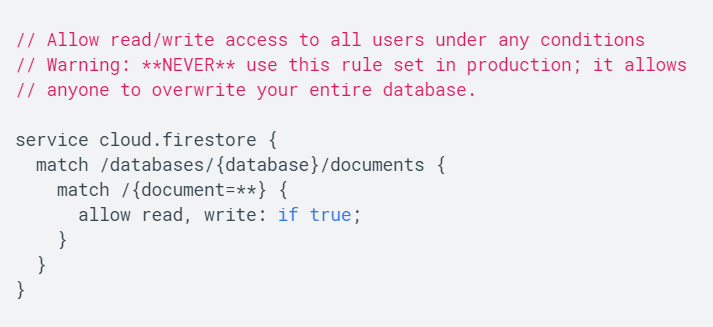 // Allow read/write access to all users under any conditions
// Warning: **NEVER** use this rule set in production; it allows
// anyone to overwrite your entire database.

service cloud.firestore {
  match /databases/{database}/documents {
    match /{document=**} {
      allow read, write: if true;
    }
  }
}